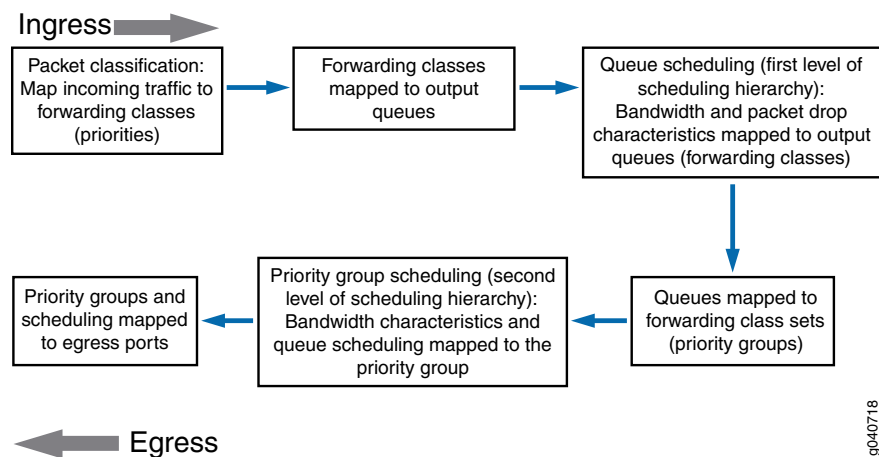 Ingress
Packet classification:
Map incoming traffic to
forwarding classes
(priorities)
Forwarding classes
mapped to output
queues
Queue scheduling (first level of
scheduling hierarchy):
Bandwidth and packet drop
characteristics mapped to output
queues (forwarding classes)
Queues mapped to
forwarding class sets
(priority groups)
Priority group scheduling (second
level of scheduling hierarchy):
Bandwidth characteristics and
queue scheduling mapped to the
priority group
Priority groups and
scheduling mapped
to egress ports
Egress
g040718